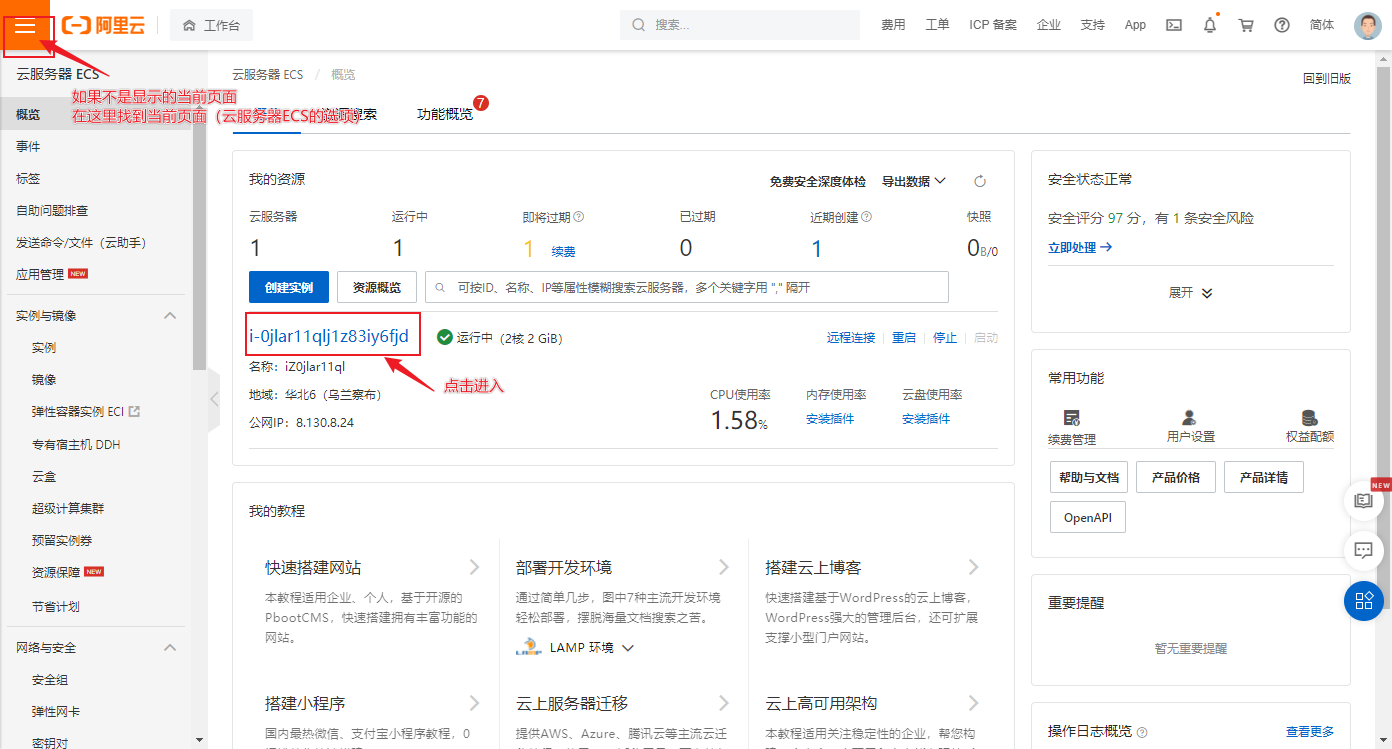 阿里云
工作台
搜索...
费用
工单
ICP 备案
企业
支持
App
简体
云服务器 ECS
如果不是显示的当前页面
在这里找到当前页面（云服务器ECS的选项）
概览
事件
标签
自助问题排查
发送命令/文件（云助手）
应用管理 NEW
实例与镜像
实例
镜像
弹性容器实例 ECI
专有宿主机 DDH
云盒
超级计算集群
预留实例券
资源保障 NEW
节省计划
网络与安全
安全组
弹性网卡
密钥对
云服务器 ECS / 概览
回到旧版
功能概览 7
我的资源
免费安全深度体检
导出数据
云服务器
运行中
即将过期
已过期
近期创建
快照
1
1
1 续费
0
1
0B/0
创建实例
资源概览
可按ID、名称、IP等属性模糊搜索云服务器，多个关键字用 "," 隔开
i-0jlar11qlj1z83iy6fjd
运行中 (2核 2 GiB)
远程连接
重启
停止
启动
名称：iZ0jlar11ql
点击进入
地域：华北6（乌兰察布）
公网IP：8.130.8.24
CPU使用率
内存使用率
云盘使用率
1.58%
安装插件
安装插件
我的教程
快速搭建网站
本教程适用企业、个人，基于开源的
PbootCMS，快速搭建拥有丰富功能的
网站。
部署开发环境
通过简单几步，图中7种主流开发环境
轻松部署，摆脱海量文档搜索之苦。
LAMP 环境
搭建云上博客
快速搭建基于WordPress的云上博客，
WordPress强大的管理后台，还可扩展
支撑小型门户网站。
搭建小程序
国内最热微信、支付宝小程序教程，0
云上服务器迁移
提供AWS、Azure、腾讯云等主流云迁
云上高可用架构
本教程适用关注稳定性的企业，帮您构
安全状态正常
安全评分 97 分，有 1 条安全风险
立即处理
展开
常用功能
续费管理
用户设置
权益配额
帮助与文档
产品价格
产品详情
OpenAPI
NEW
重要提醒
暂无重要提醒
操作日志概览
查看更多